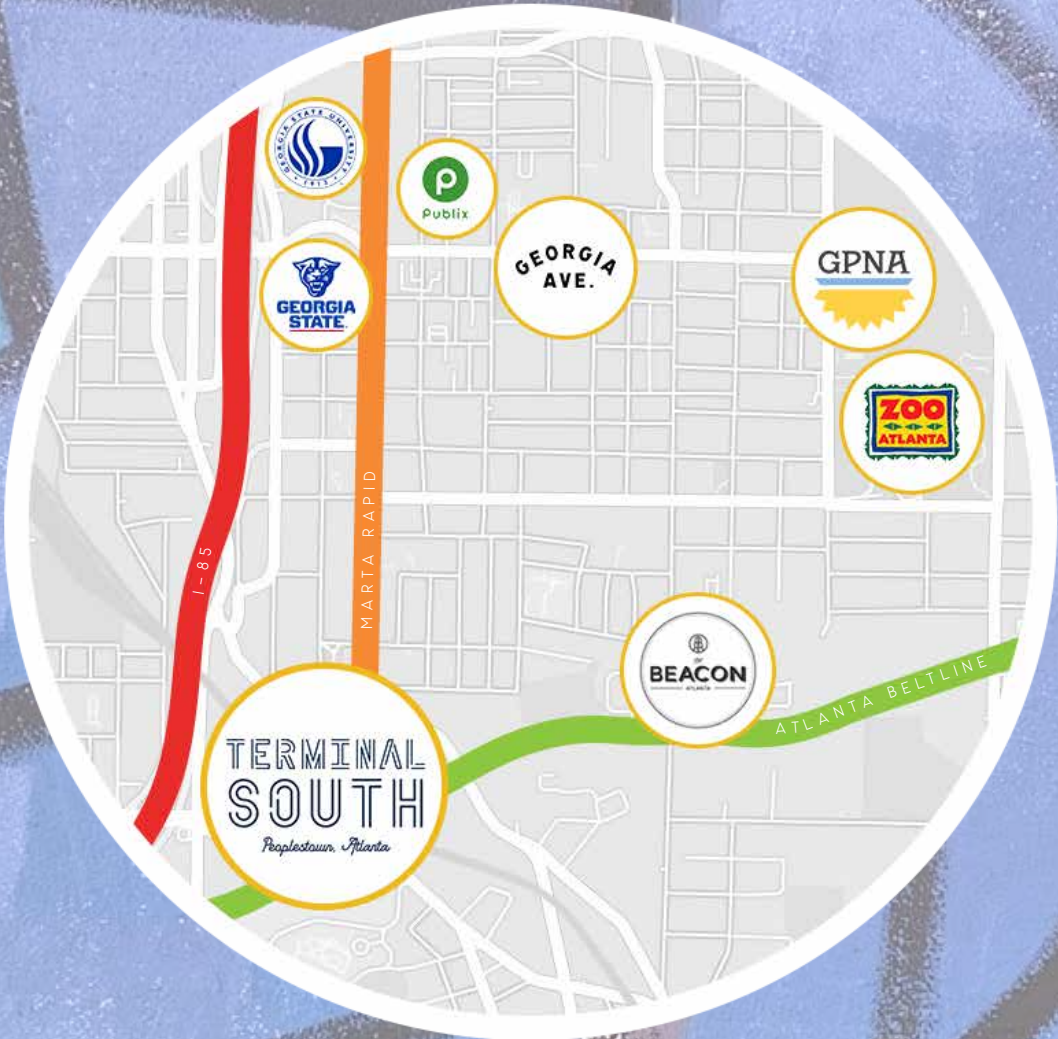 GEORGIA STATE UNIVERSITY
1913
Publix
GEORGIA
AVE.
GPNA
GEORGIA
STATE
ZOO
ATLANTA
MARTA RAPID
I-85
BEACON
ATLANTA
ATLANTA BELTLINE
TERMINAL
SOUTH
Peoplestown, Atlanta